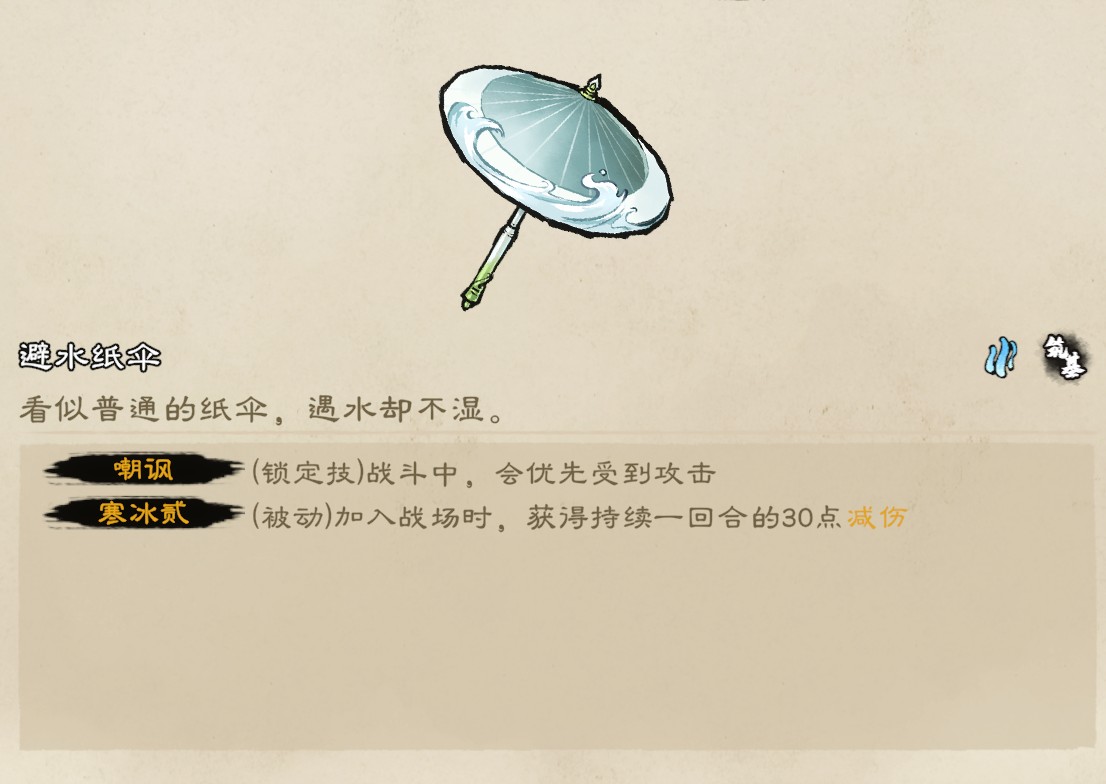 避水纸伞
筑基
看似普通的纸伞，遇水却不湿。
嘲讽 (锁定技)战斗中，会优先受到攻击
寒冰贰 (被动)加入战场时，获得持续一回合的30点减伤